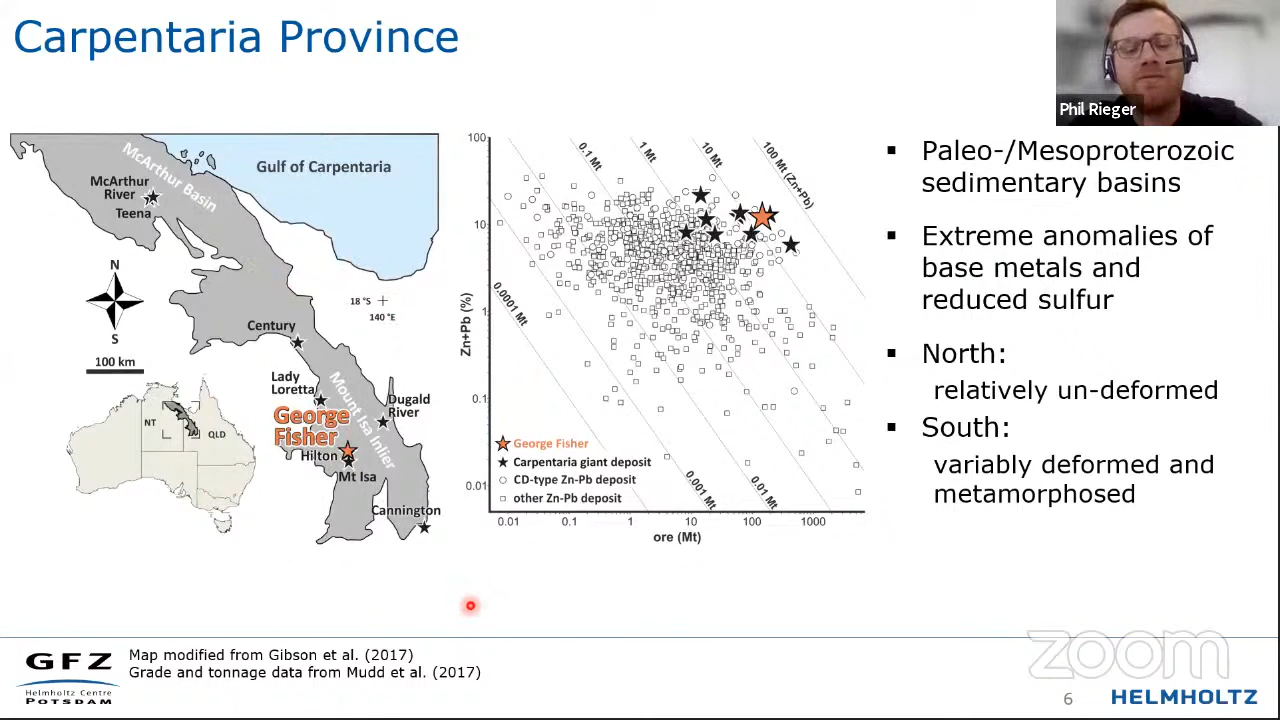 Carpentaria Province
Phil Rieger
McArthur Basin
Gulf of Carpentaria
McArthur
River
Teena
N
S
100 km
18 °S
140 °E
Century
Lady
Loretta
Mount Isa Inlier
Dugald
River
George
Fisher
Hilton
Mt Isa
Cannington
NT
QLD
Zn+Pb (%)
100
10
1
0.1
0.01
0.1 Mt
1 Mt
10 Mt
100 Mt (Zn+Pb)
0.0001 Mt
0.001 Mt
0.01 Mt
George Fisher
Carpentaria giant deposit
CD-type Zn-Pb deposit
other Zn-Pb deposit
0.01 0.1 1 10 100 1000
ore (Mt)
▪ Paleo-/Mesoproterozoic
sedimentary basins
▪ Extreme anomalies of
base metals and
reduced sulfur
▪ North:
relatively un-deformed
▪ South:
variably deformed and
metamorphosed
GFZ
Helmholtz Centre
POTSDAM
Map modified from Gibson et al. (2017)
Grade and tonnage data from Mudd et al. (2017)
zoom
6
HELMHOLTZ